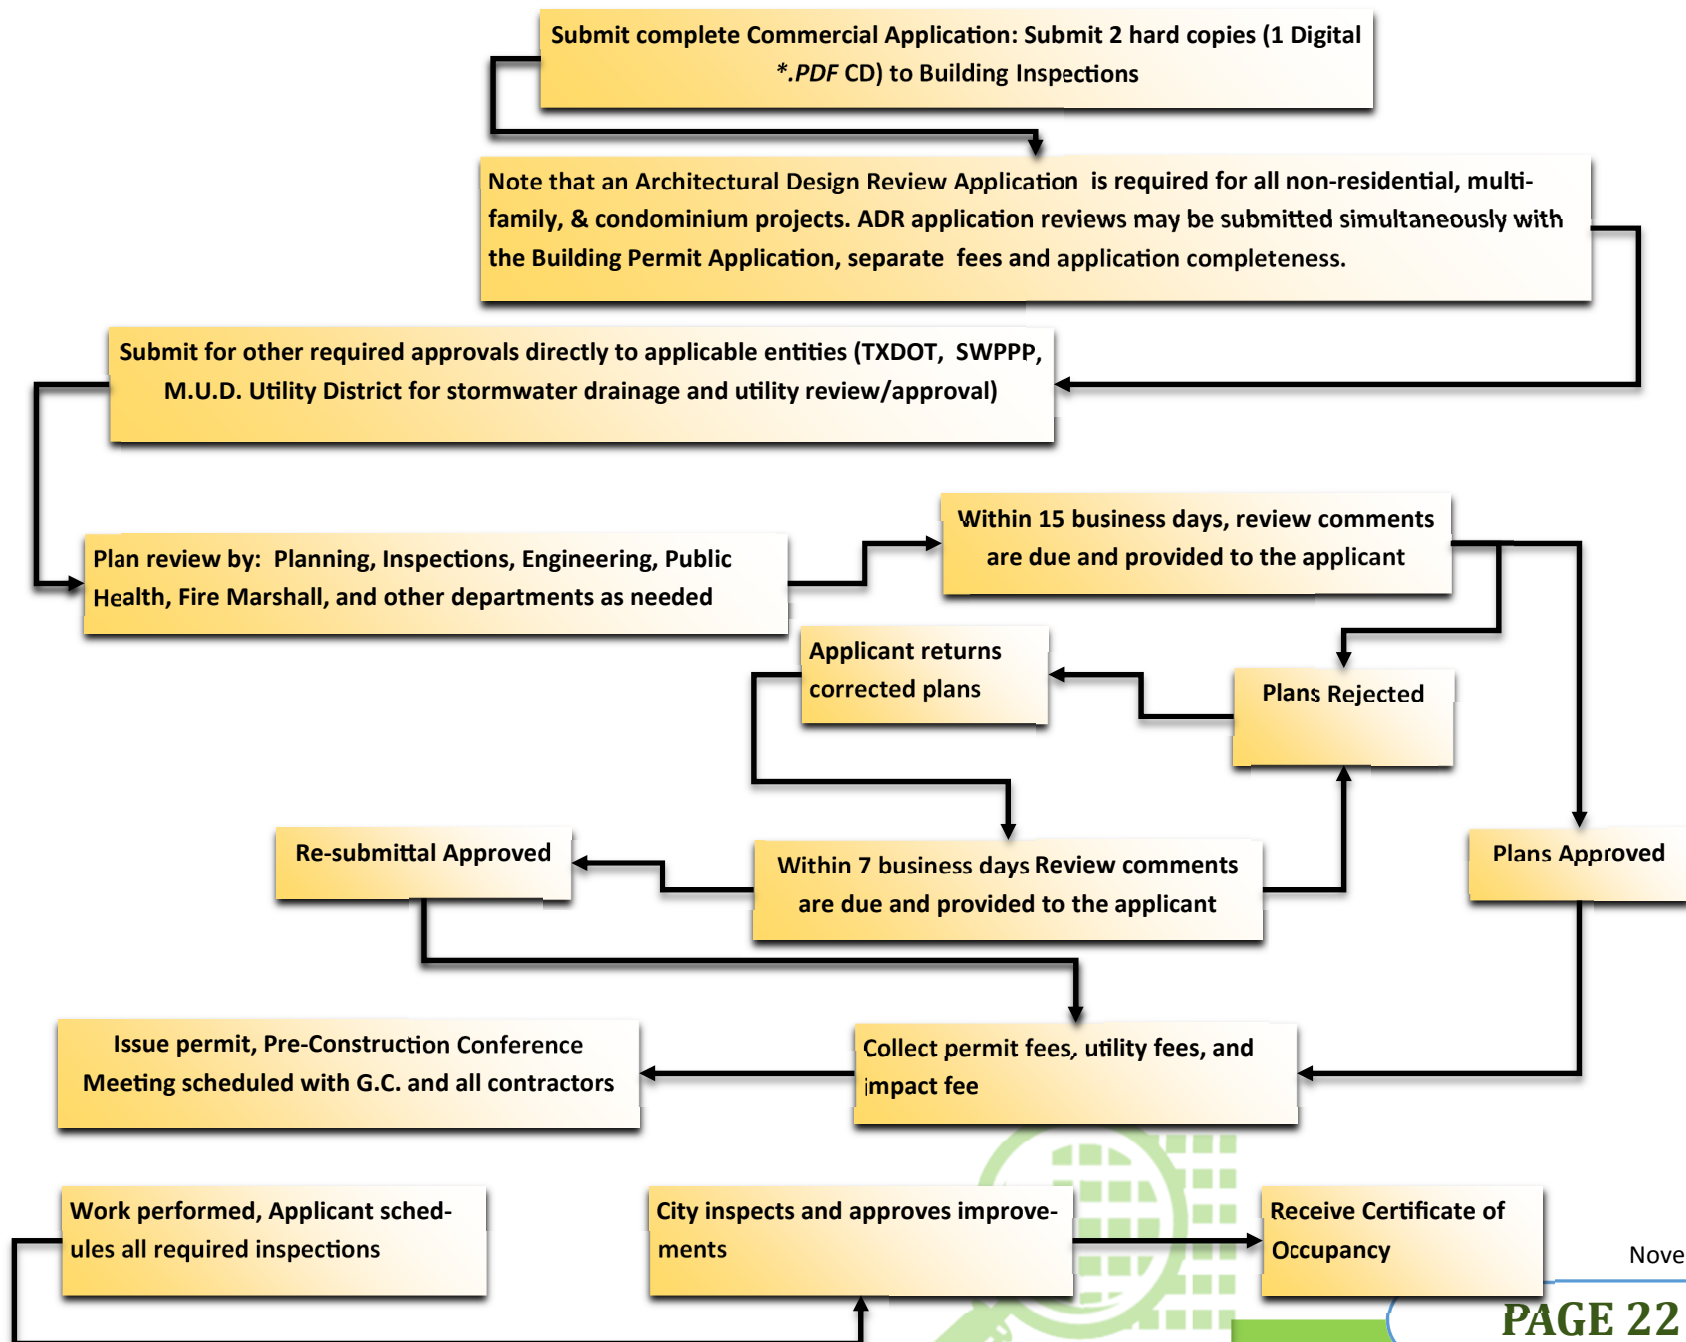 Submit complete Commercial Application: Submit 2 hard copies (1 Digital
*.PDF CD) to Building Inspections
Note that an Architectural Design Review Application is required for all non-residential, multi-
family, & condominium projects. ADR application reviews may be submitted simultaneously with
the Building Permit Application, separate fees and application completeness.
Submit for other required approvals directly to applicable entities (TXDOT, SWPPP,
M.U.D. Utility District for stormwater drainage and utility review/approval)
Within 15 business days, review comments
are due and provided to the applicant
Plan review by: Planning, Inspections, Engineering, Public
Health, Fire Marshall, and other departments as needed
Applicant returns
corrected plans
Plans Rejected
Re-submittal Approved
Within 7 business days Review comments
are due and provided to the applicant
Plans Approved
Issue permit, Pre-Construction Conference
Meeting scheduled with G.C. and all contractors
Collect permit fees, utility fees, and
impact fee
Work performed, Applicant sched-
ules all required inspections
City inspects and approves improve-
ments
Receive Certificate of
Occupancy
Nove
PAGE 22